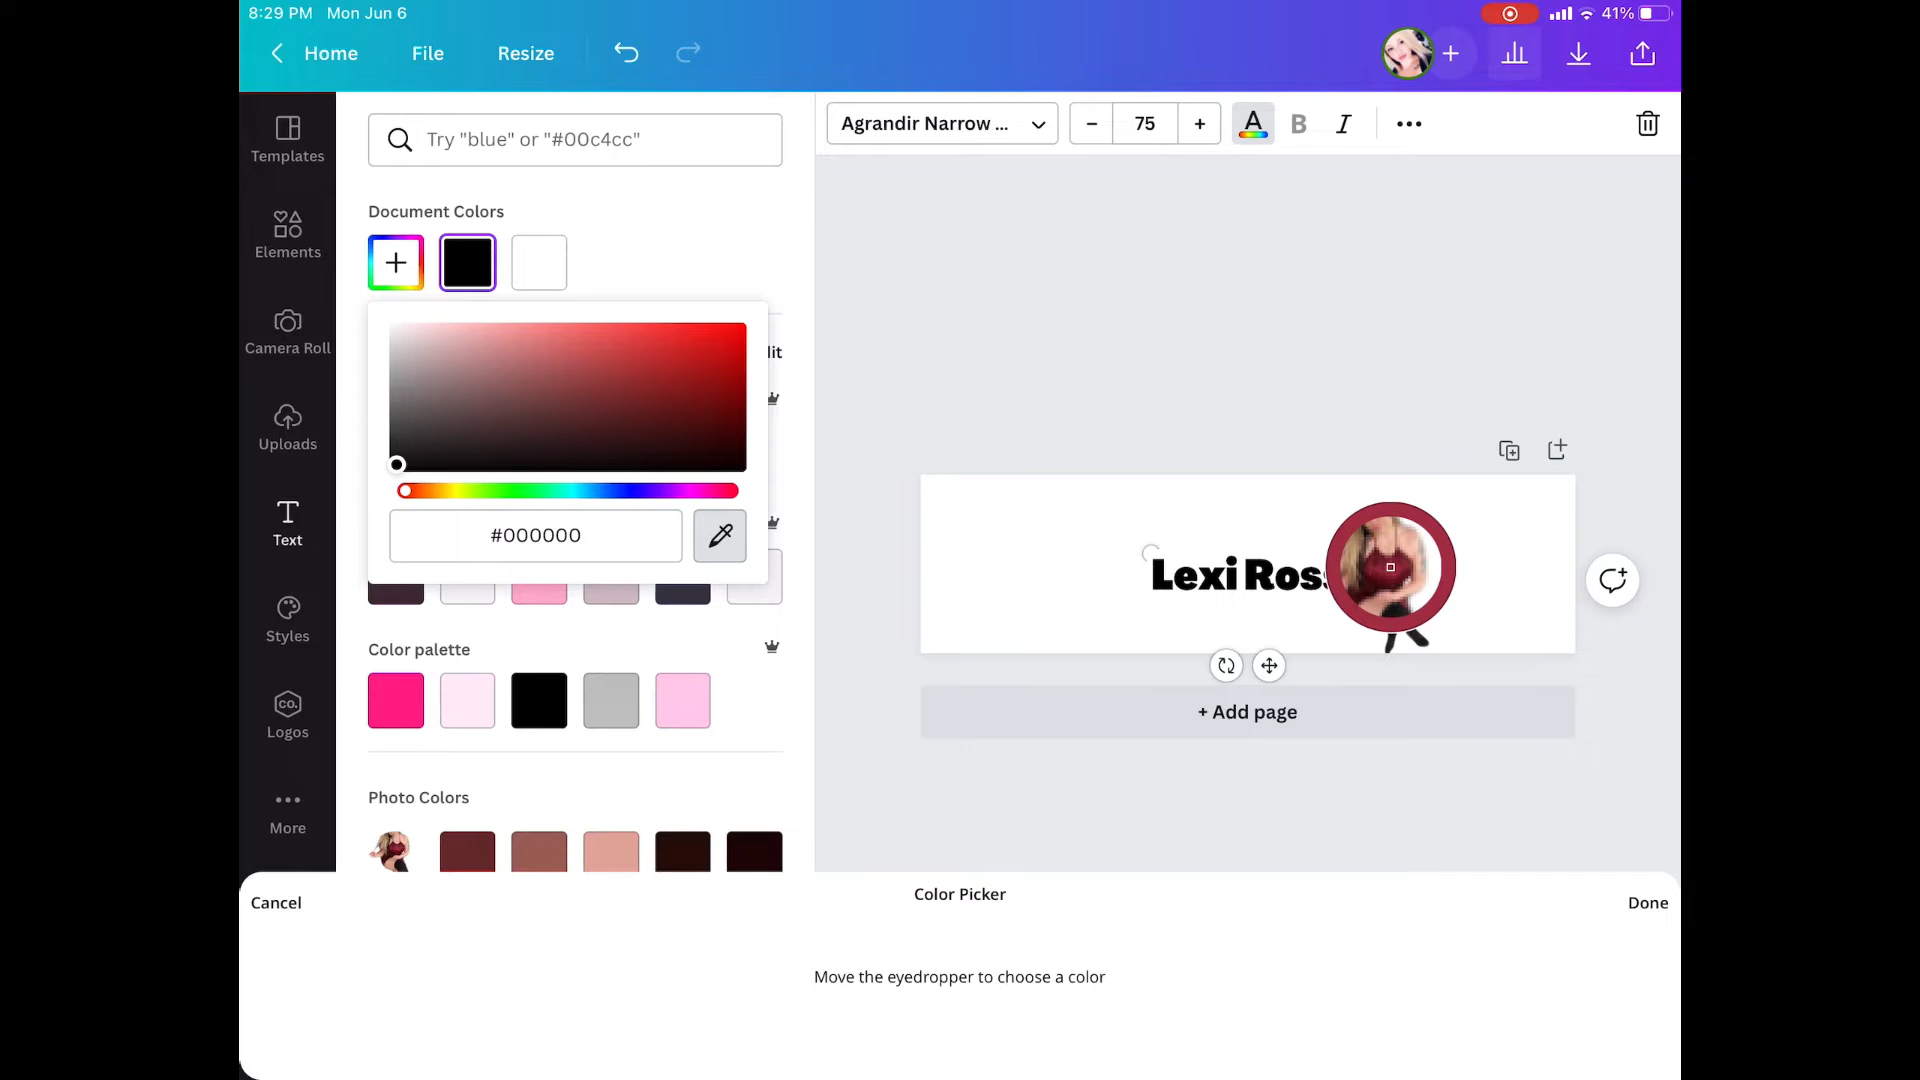 8:29 PM Mon Jun 6
41%
Home File Resize
Templates
Elements
Camera Roll
Uploads
Text
Styles
Logos
CO.
More
Try "blue" or "#00c4cc"
Document Colors
#000000
Color palette
Photo Colors
Agrandir Narrow ...
− 75 +
A B I
Lexi Ros
+ Add page
Cancel
Color Picker
Done
Move the eyedropper to choose a color